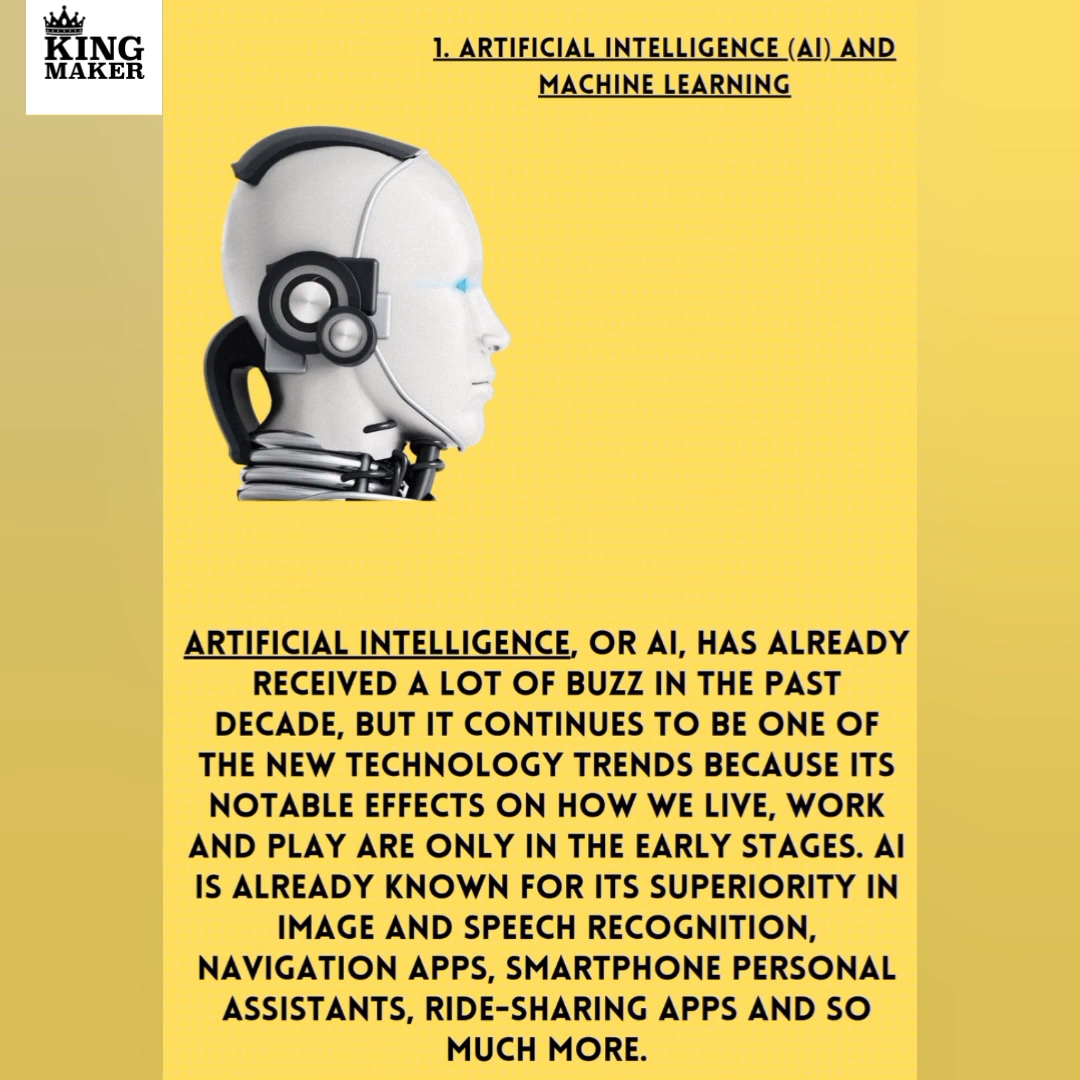 KING
MAKER
1. ARTIFICIAL INTELLIGENCE (AI) AND
MACHINE LEARNING
ARTIFICIAL INTELLIGENCE, OR AI, HAS ALREADY
RECEIVED A LOT OF BUZZ IN THE PAST
DECADE, BUT IT CONTINUES TO BE ONE OF
THE NEW TECHNOLOGY TRENDS BECAUSE ITS
NOTABLE EFFECTS ON HOW WE LIVE, WORK
AND PLAY ARE ONLY IN THE EARLY STAGES. AI
IS ALREADY KNOWN FOR ITS SUPERIORITY IN
IMAGE AND SPEECH RECOGNITION,
NAVIGATION APPS, SMARTPHONE PERSONAL
ASSISTANTS, RIDE-SHARING APPS AND SO
MUCH MORE.